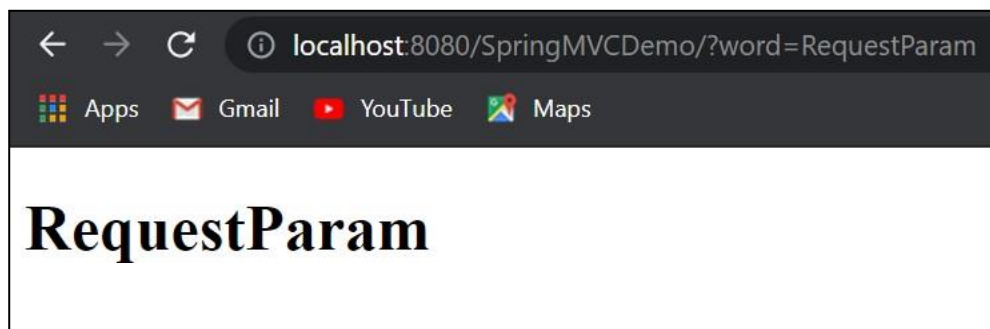 localhost:8080/SpringMVCDemo/?word=RequestParam
Apps Gmail YouTube Maps
RequestParam